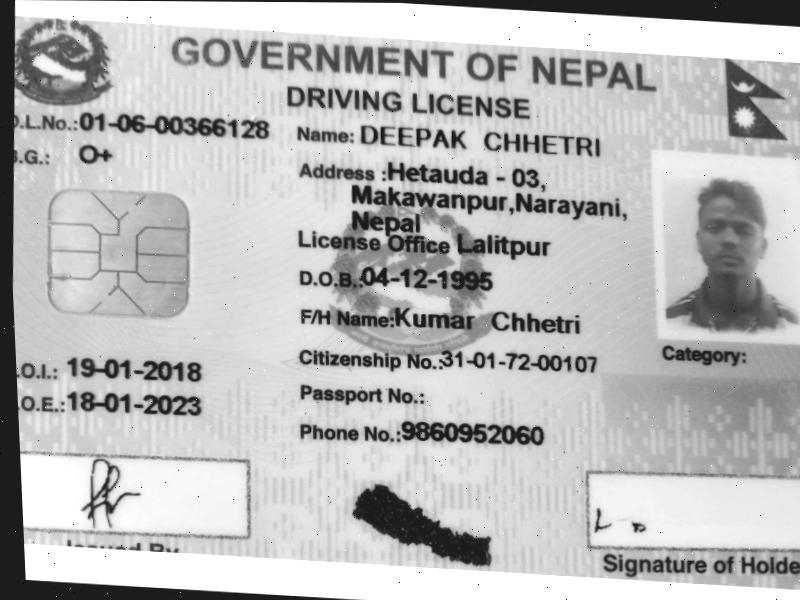 GOVERNMENT OF NEPAL
DRIVING LICENSE
D.L.No.:01-06-00366128
B.G.: O+
Name: DEEPAK CHHETRI
Address :Hetauda - 03,
Makawanpur,Narayani,
Nepal
License Office Lalitpur
D.O.B.:04-12-1995
F/H Name:Kumar Chhetri
Citizenship No.:31-01-72-00107
Passport No.:
Phone No.:9860952060
Category:
.O.I.: 19-01-2018
.O.E.:18-01-2023
Issued By
Signature of Holde